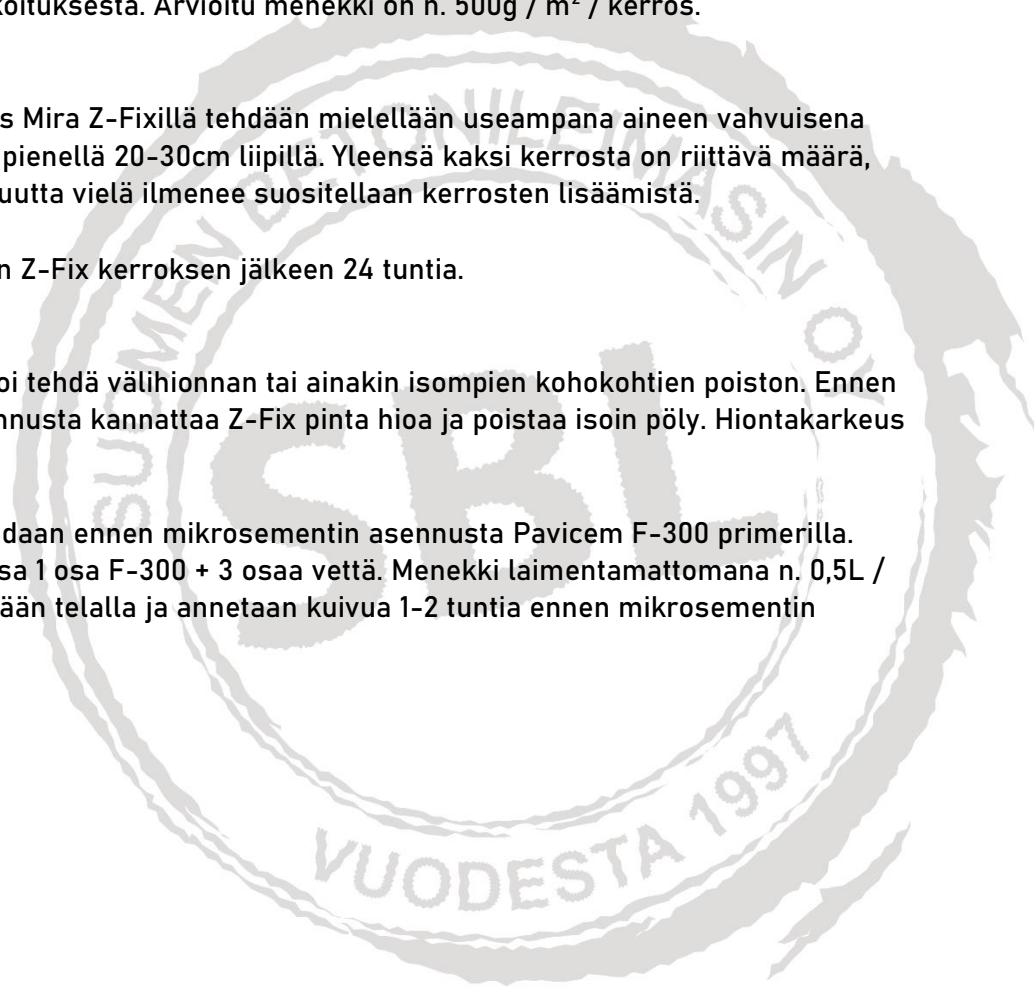 koituksesta. Arvioitu menekki on n. 500g / m² / kerros.
s Mira Z-Fixillä tehdään mielellään useampana aineen vahvuisena
pienellä 20-30cm liipillä. Yleensä kaksi kerrosta on riittävä määrä,
uutta vielä ilmenee suositellaan kerrosten lisäämistä.
n Z-Fix kerroksen jälkeen 24 tuntia.
oi tehdä välihionnan tai ainakin isompien kohokohtien poiston. Ennen
nnusta kannattaa Z-Fix pinta hioa ja poistaa isoin pöly. Hiontakarkeus
daan ennen mikrosementin asennusta Pavicem F-300 primerilla.
sa 1 osa F-300 + 3 osaa vettä. Menekki laimentamattomana n. 0,5L /
ään telalla ja annetaan kuivua 1-2 tuntia ennen mikrosementin
SUOMEN BETONILEIMASIN OY
SBL
VUODESTA 1997